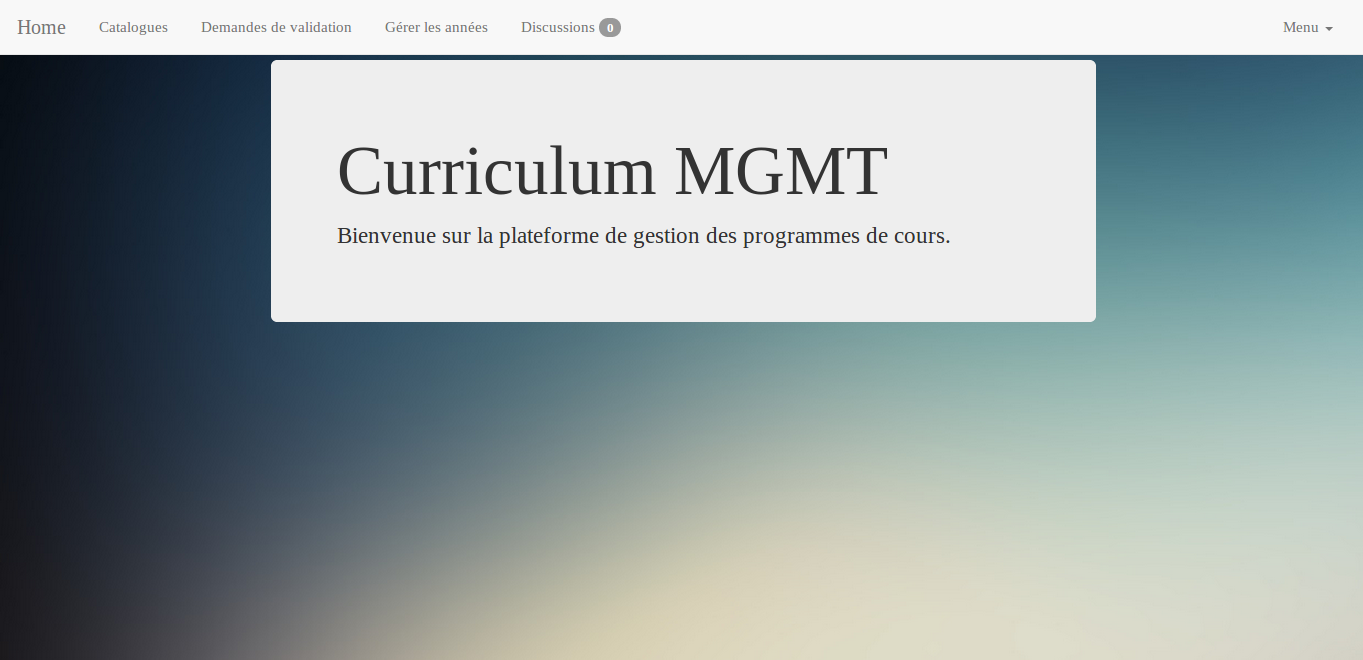 Home Catalogues Demandes de validation Gérer les années Discussions 0 Menu
Curriculum MGMT
Bienvenue sur la plateforme de gestion des programmes de cours.